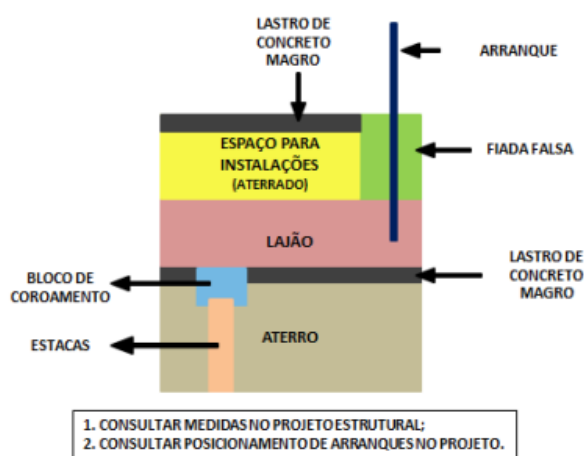 LASTRO DE
CONCRETO
MAGRO
ARRANQUE
ESPAÇO PARA
INSTALAÇÕES
(ATERRADO)
FIADA FALSA
LAJÃO
BLOCO DE
COROAMENTO
LASTRO DE
CONCRETO
MAGRO
ESTACAS
ATERRO
1. CONSULTAR MEDIDAS NO PROJETO ESTRUTURAL;
2. CONSULTAR POSICIONAMENTO DE ARRANQUES NO PROJETO.